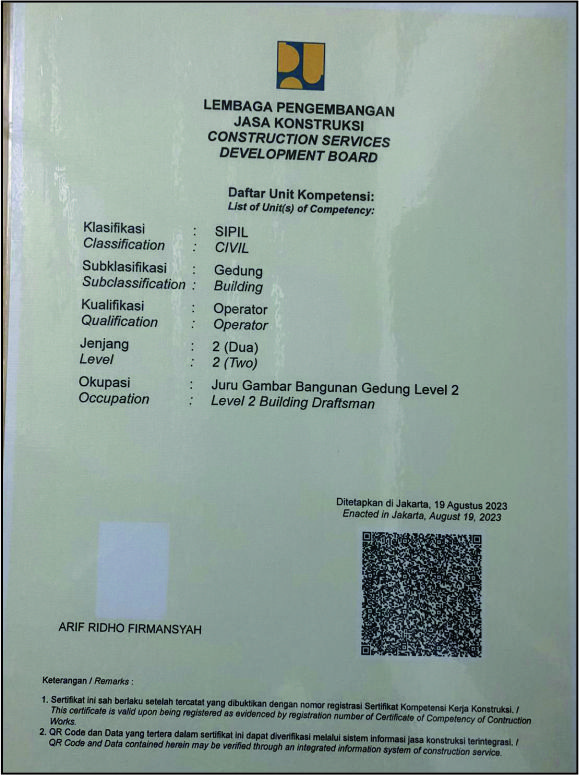 LEMBAGA PENGEMBANGAN
JASA KONSTRUKSI
CONSTRUCTION SERVICES
DEVELOPMENT BOARD
Daftar Unit Kompetensi:
List of Unit(s) of Competency:
Klasifikasi : SIPIL
Classification : CIVIL
Subklasifikasi : Gedung
Subclassification : Building
Kualifikasi : Operator
Qualification : Operator
Jenjang : 2 (Dua)
Level : 2 (Two)
Okupasi : Juru Gambar Bangunan Gedung Level 2
Occupation : Level 2 Building Draftsman
Ditetapkan di Jakarta, 19 Agustus 2023
Enacted in Jakarta, August 19, 2023
ARIF RIDHO FIRMANSYAH
Keterangan / Remarks :
1. Sertifikat ini sah berlaku setelah tercatat yang dibuktikan dengan nomor registrasi Sertifikat Kompetensi Kerja Konstruksi. /
This certificate is valid upon being registered as evidenced by registration number of Certificate of Competency of Contruction
Works.
2. QR Code dan Data yang tertera dalam sertifikat ini dapat diverifikasi melalui sistem informasi jasa konstruksi terintegrasi. /
QR Code and Data contained herein may be verified through an integrated information system of construction service.